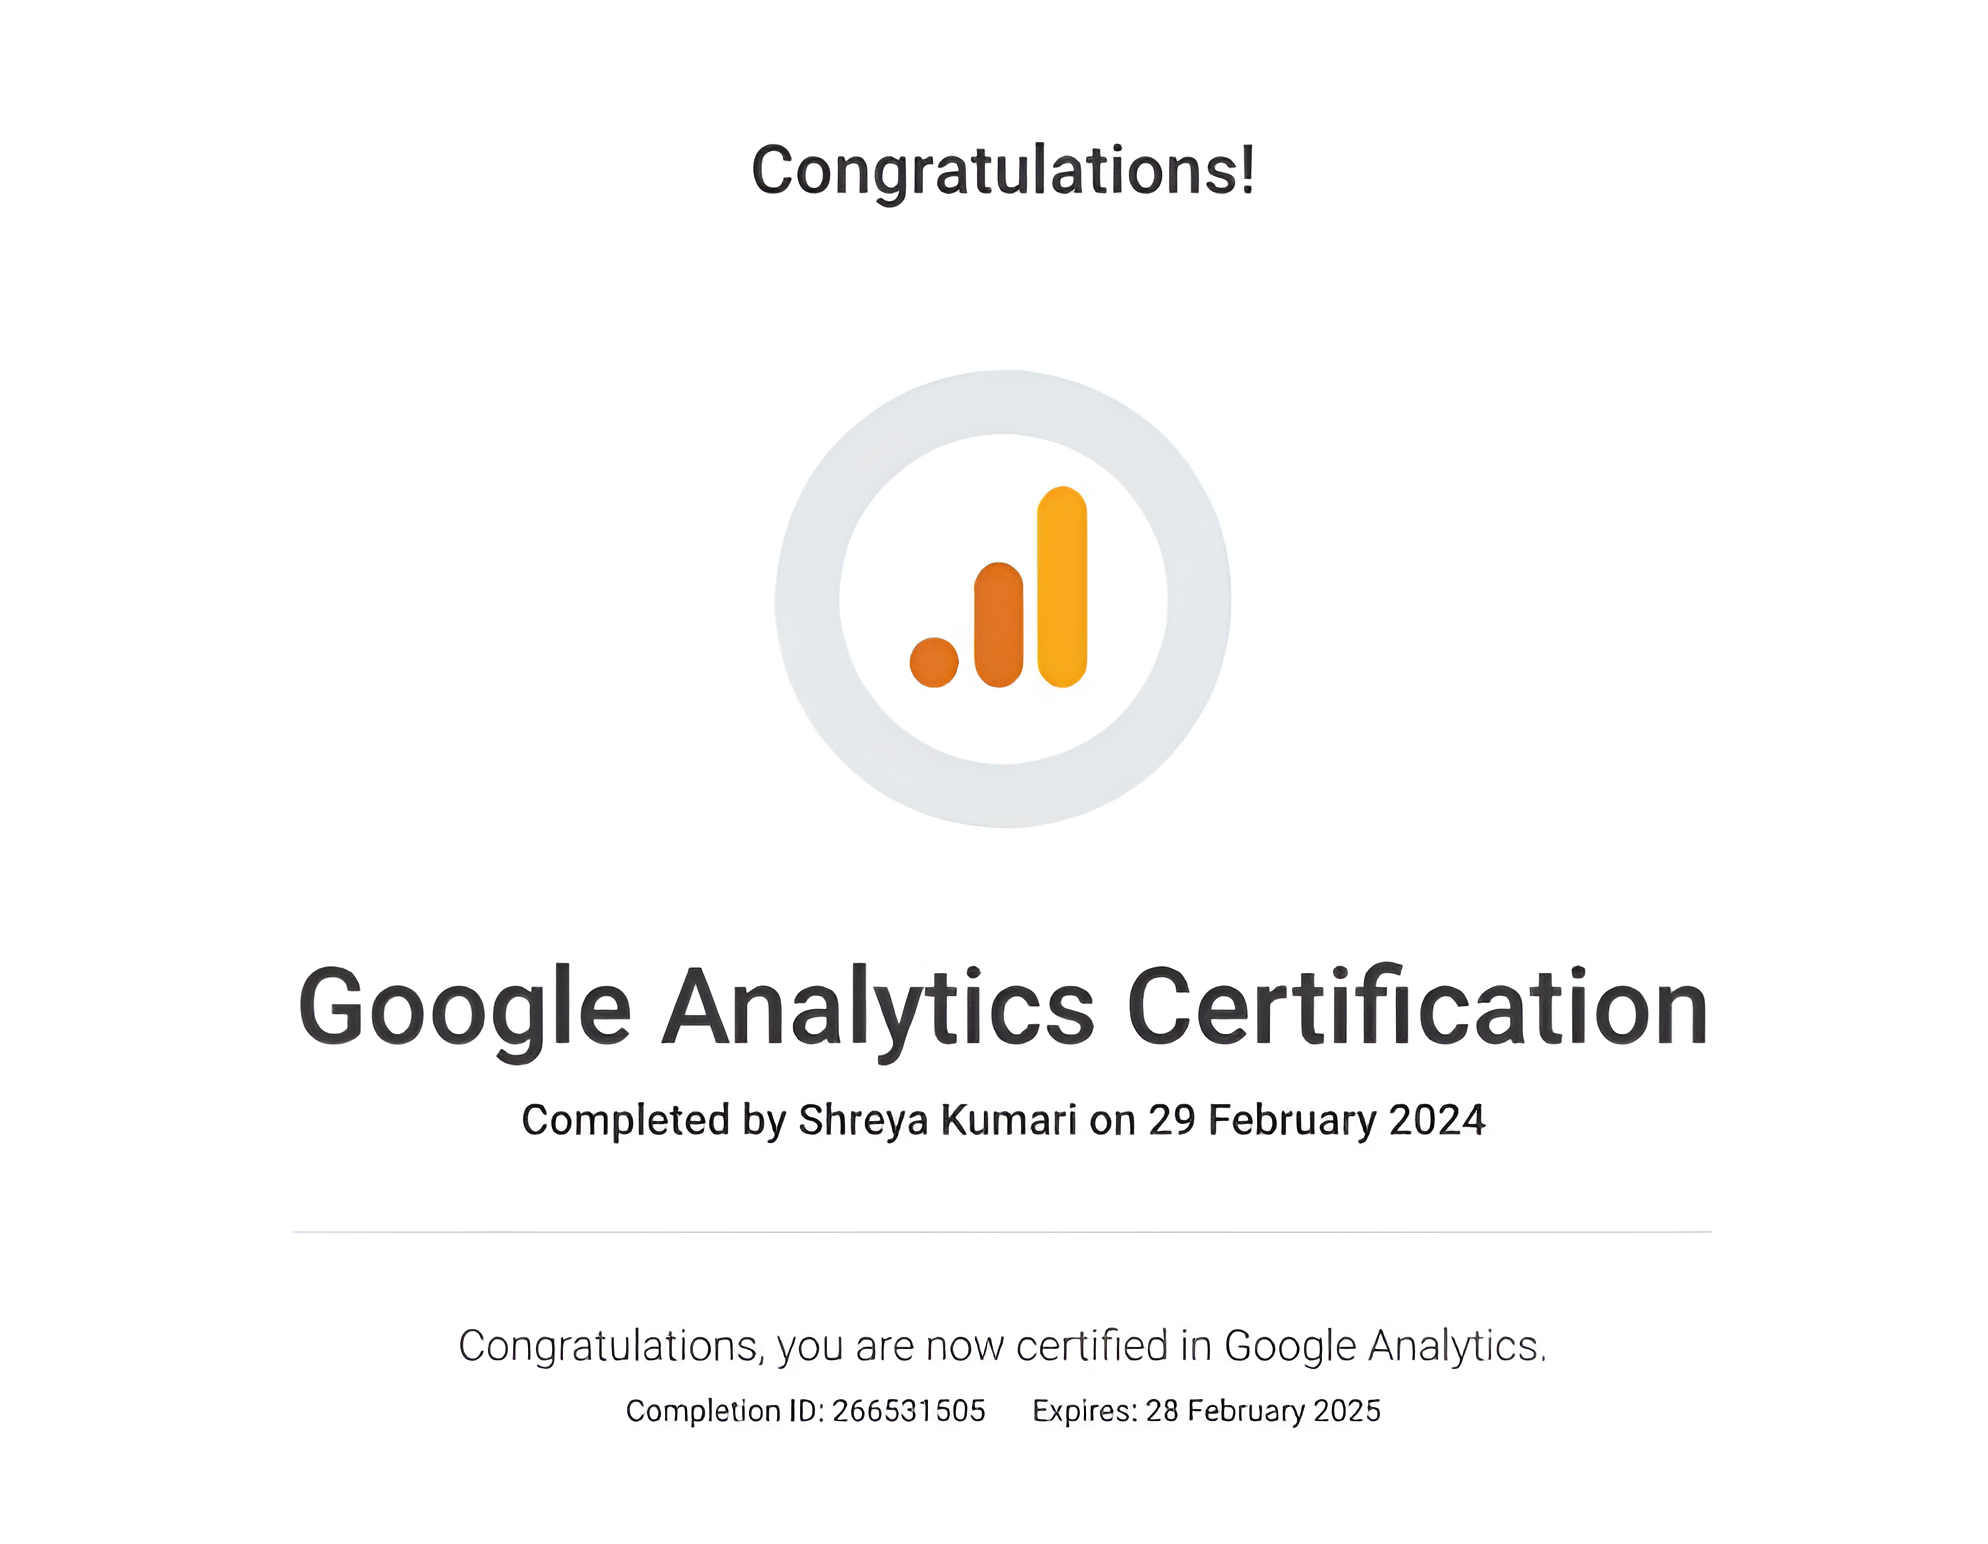 Congratulations!
Google Analytics Certification
Completed by Shreya Kumari on 29 February 2024
Congratulations, you are now certified in Google Analytics.
Completion ID: 266531505 Expires: 28 February 2025